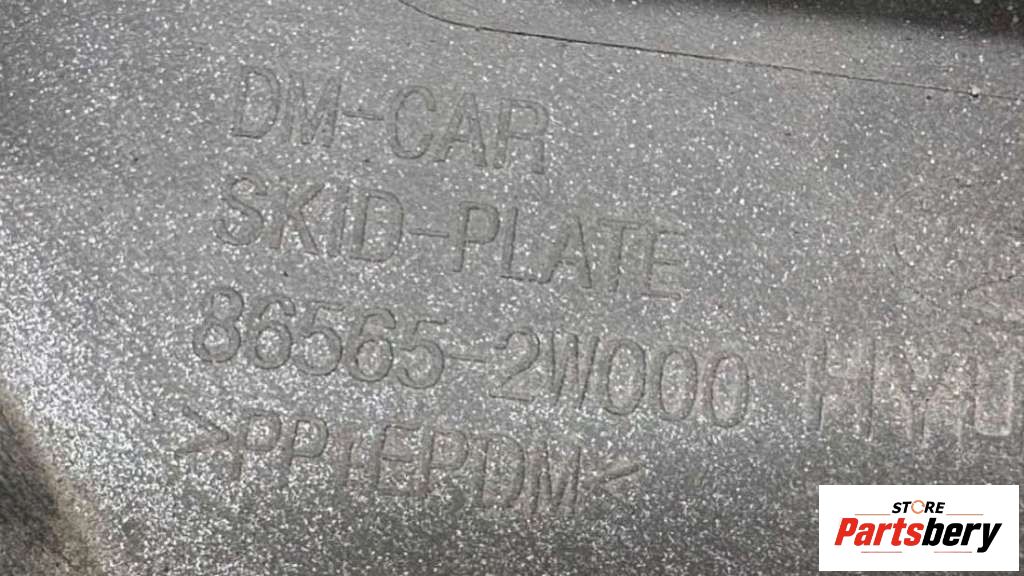 DM-CAR
SKID-PLATE
86565-2W000
>PP+EPDM<
STORE
Partsbery